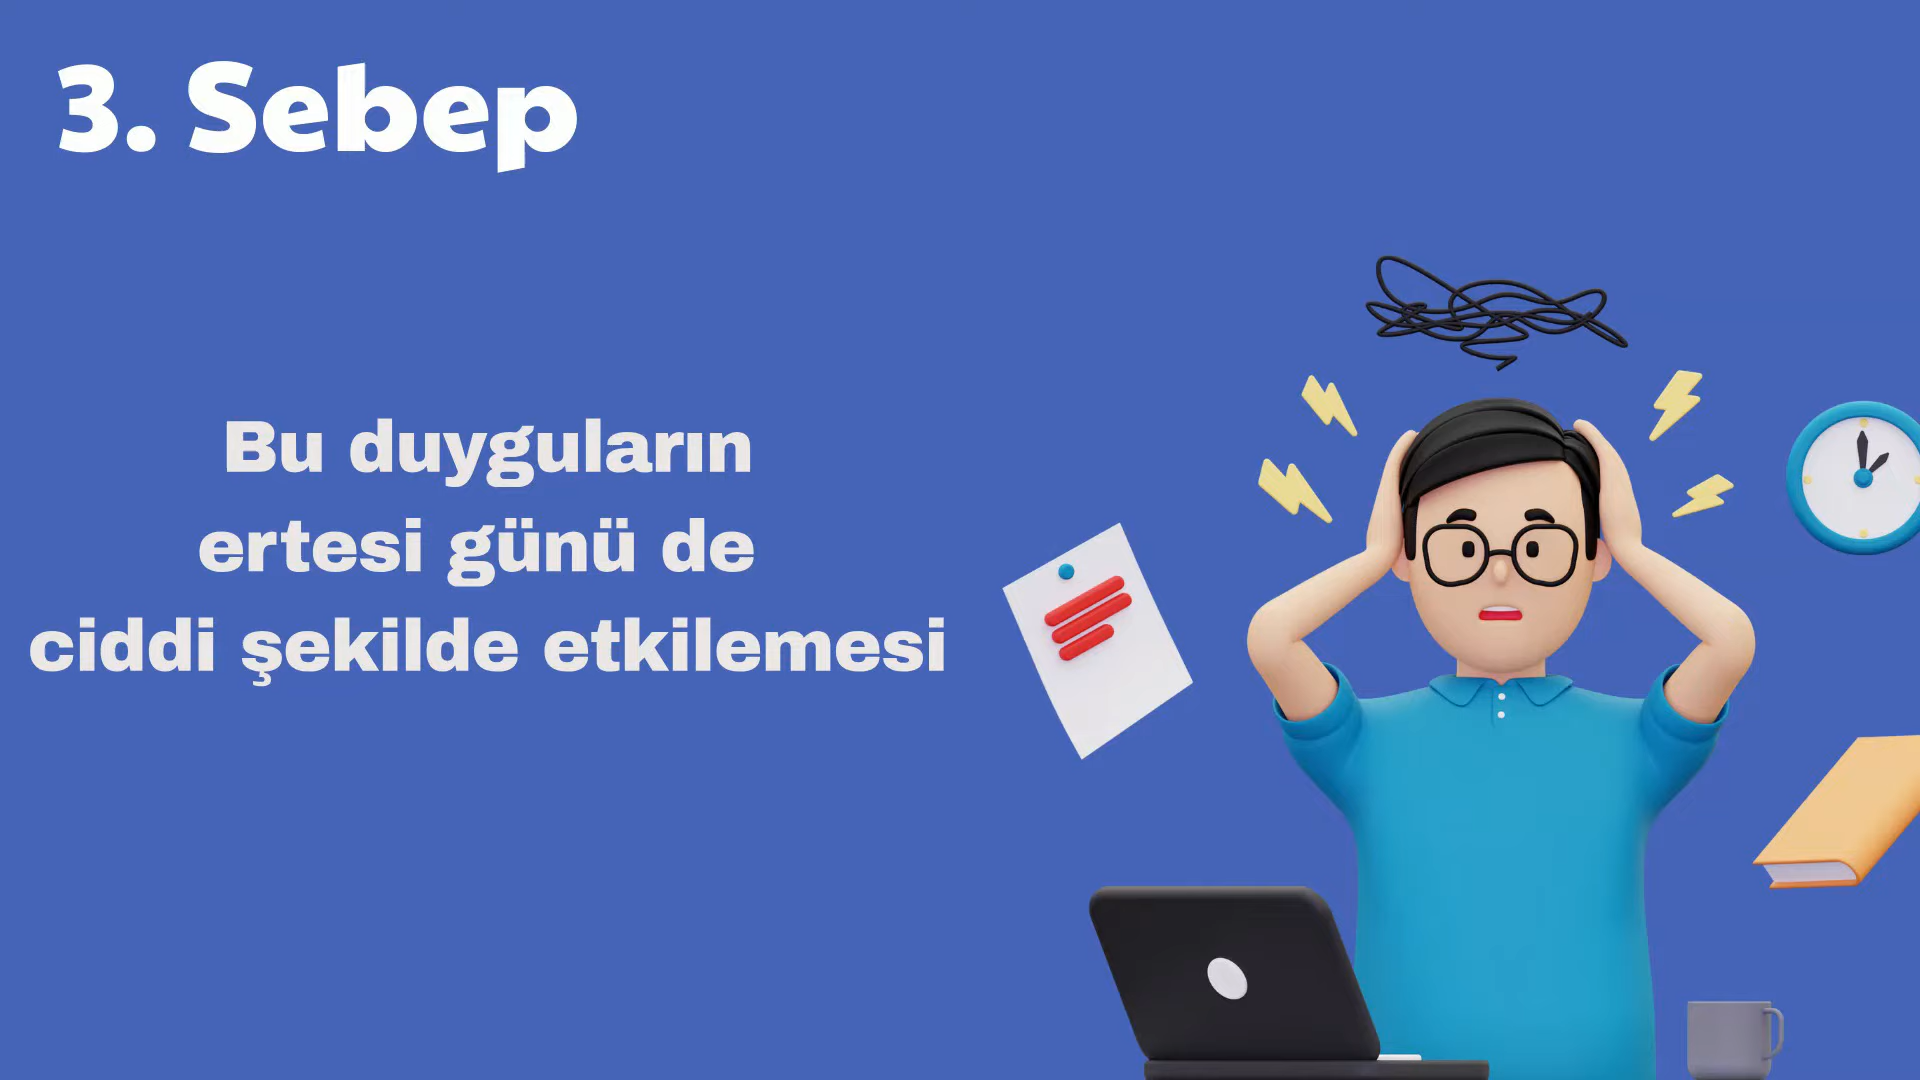 3. Sebep
Bu duyguların
ertesi günü de
ciddi şekilde etkilemesi